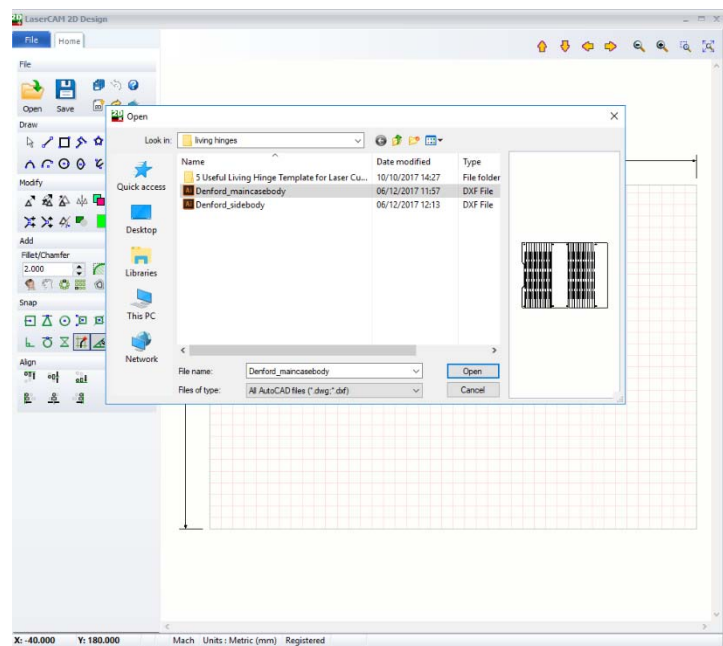 LaserCAM 2D Design
File Home
File
Open Save
Draw
Modify
Add
Fillet/Chamfer
2.000
Snap
Align
Open
Look in: living hinges
Name Date modified Type
5 Useful Living Hinge Template for Laser Cu... 10/10/2017 14:27 File folder
Denford_maincasebody 06/12/2017 11:57 DXF File
Denford_sidebody 06/12/2017 12:13 DXF File
Quick access
Desktop
Libraries
This PC
Network
File name: Denford_maincasebody Open
Files of type: All AutoCAD files (*.dwg;*.dxf) Cancel
X: -40.000 Y: 180.000 Mach Units : Metric (mm) Registered